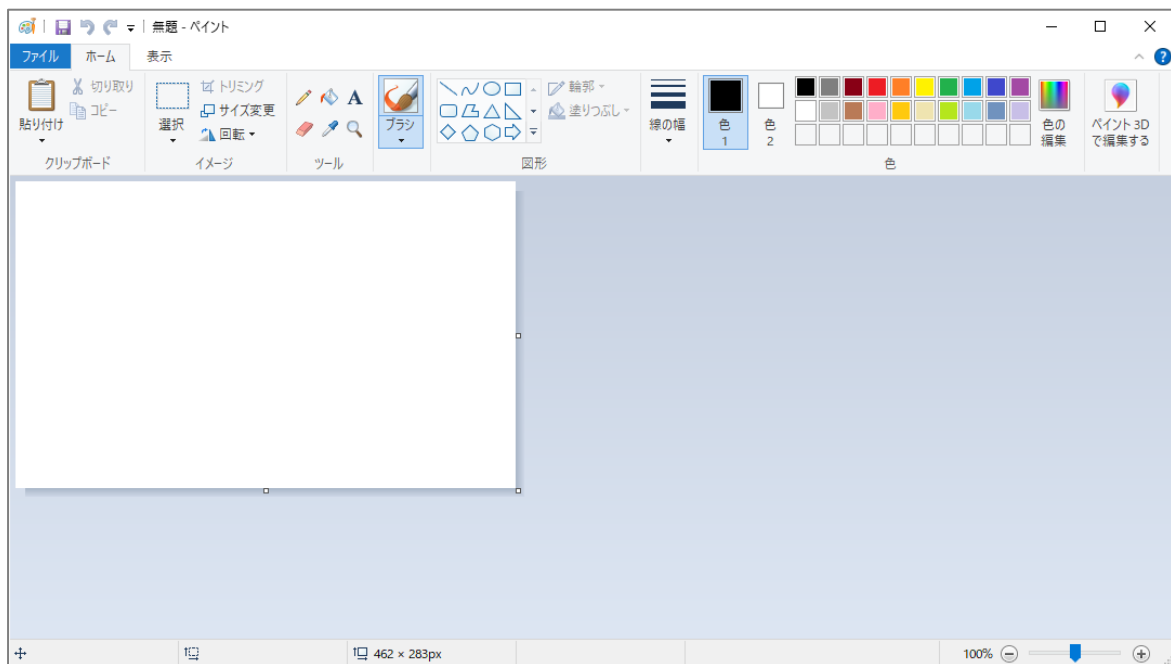 無題 - ペイント
ファイル ホーム 表示
貼り付け
切り取り
コピー
クリップボード
選択
トリミング
サイズ変更
回転
イメージ
A
ツール
ブラシ
輪郭
塗りつぶし
図形
線の幅
色
1
色
2
色の
編集
色
ペイント 3D
で編集する
462 × 283px
100%